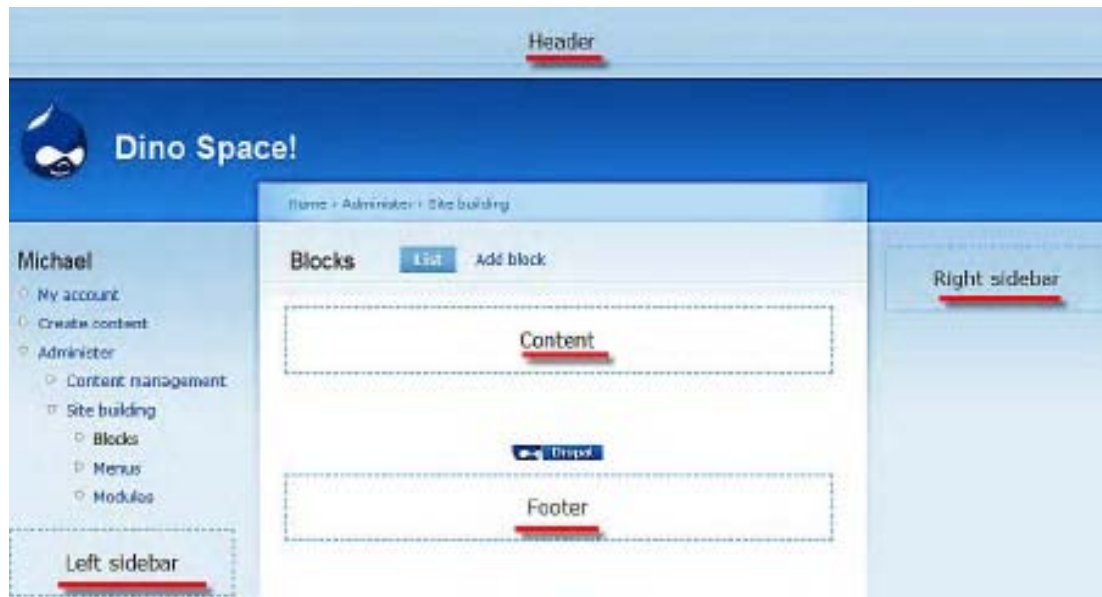 Header
Dino Space!
Home › Administer › Site building
Michael
My account
Create content
Administer
Content management
Site building
Blocks
Menus
Modules
Left sidebar
Blocks
List
Add block
Content
Drupal
Footer
Right sidebar